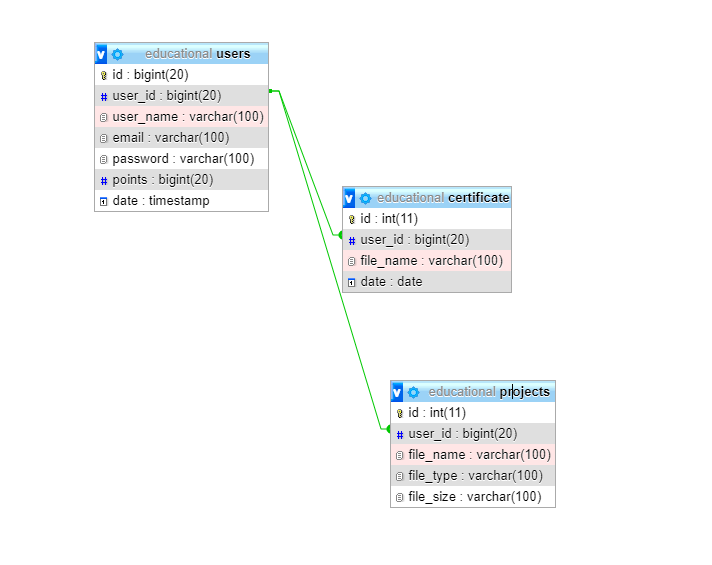 educational users
id : bigint(20)
user_id : bigint(20)
user_name : varchar(100)
email : varchar(100)
password : varchar(100)
points : bigint(20)
date : timestamp
educational certificate
id : int(11)
user_id : bigint(20)
file_name : varchar(100)
date : date
educational projects
id : int(11)
user_id : bigint(20)
file_name : varchar(100)
file_type : varchar(100)
file_size : varchar(100)